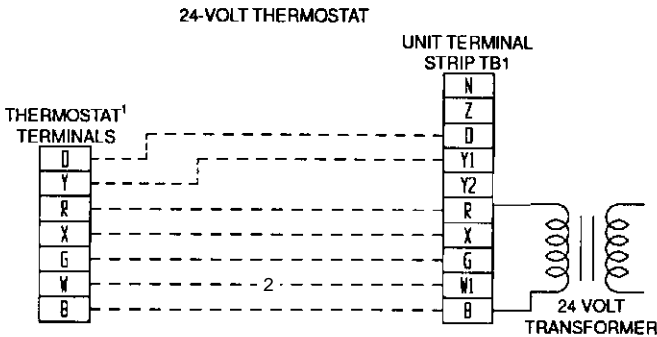 24-VOLT THERMOSTAT
UNIT TERMINAL
STRIP TB1
N
Z
O
Y1
Y2
R
X
G
W1
B
THERMOSTAT¹
TERMINALS
O
Y
R
X
G
W
B
2
24 VOLT
TRANSFORMER